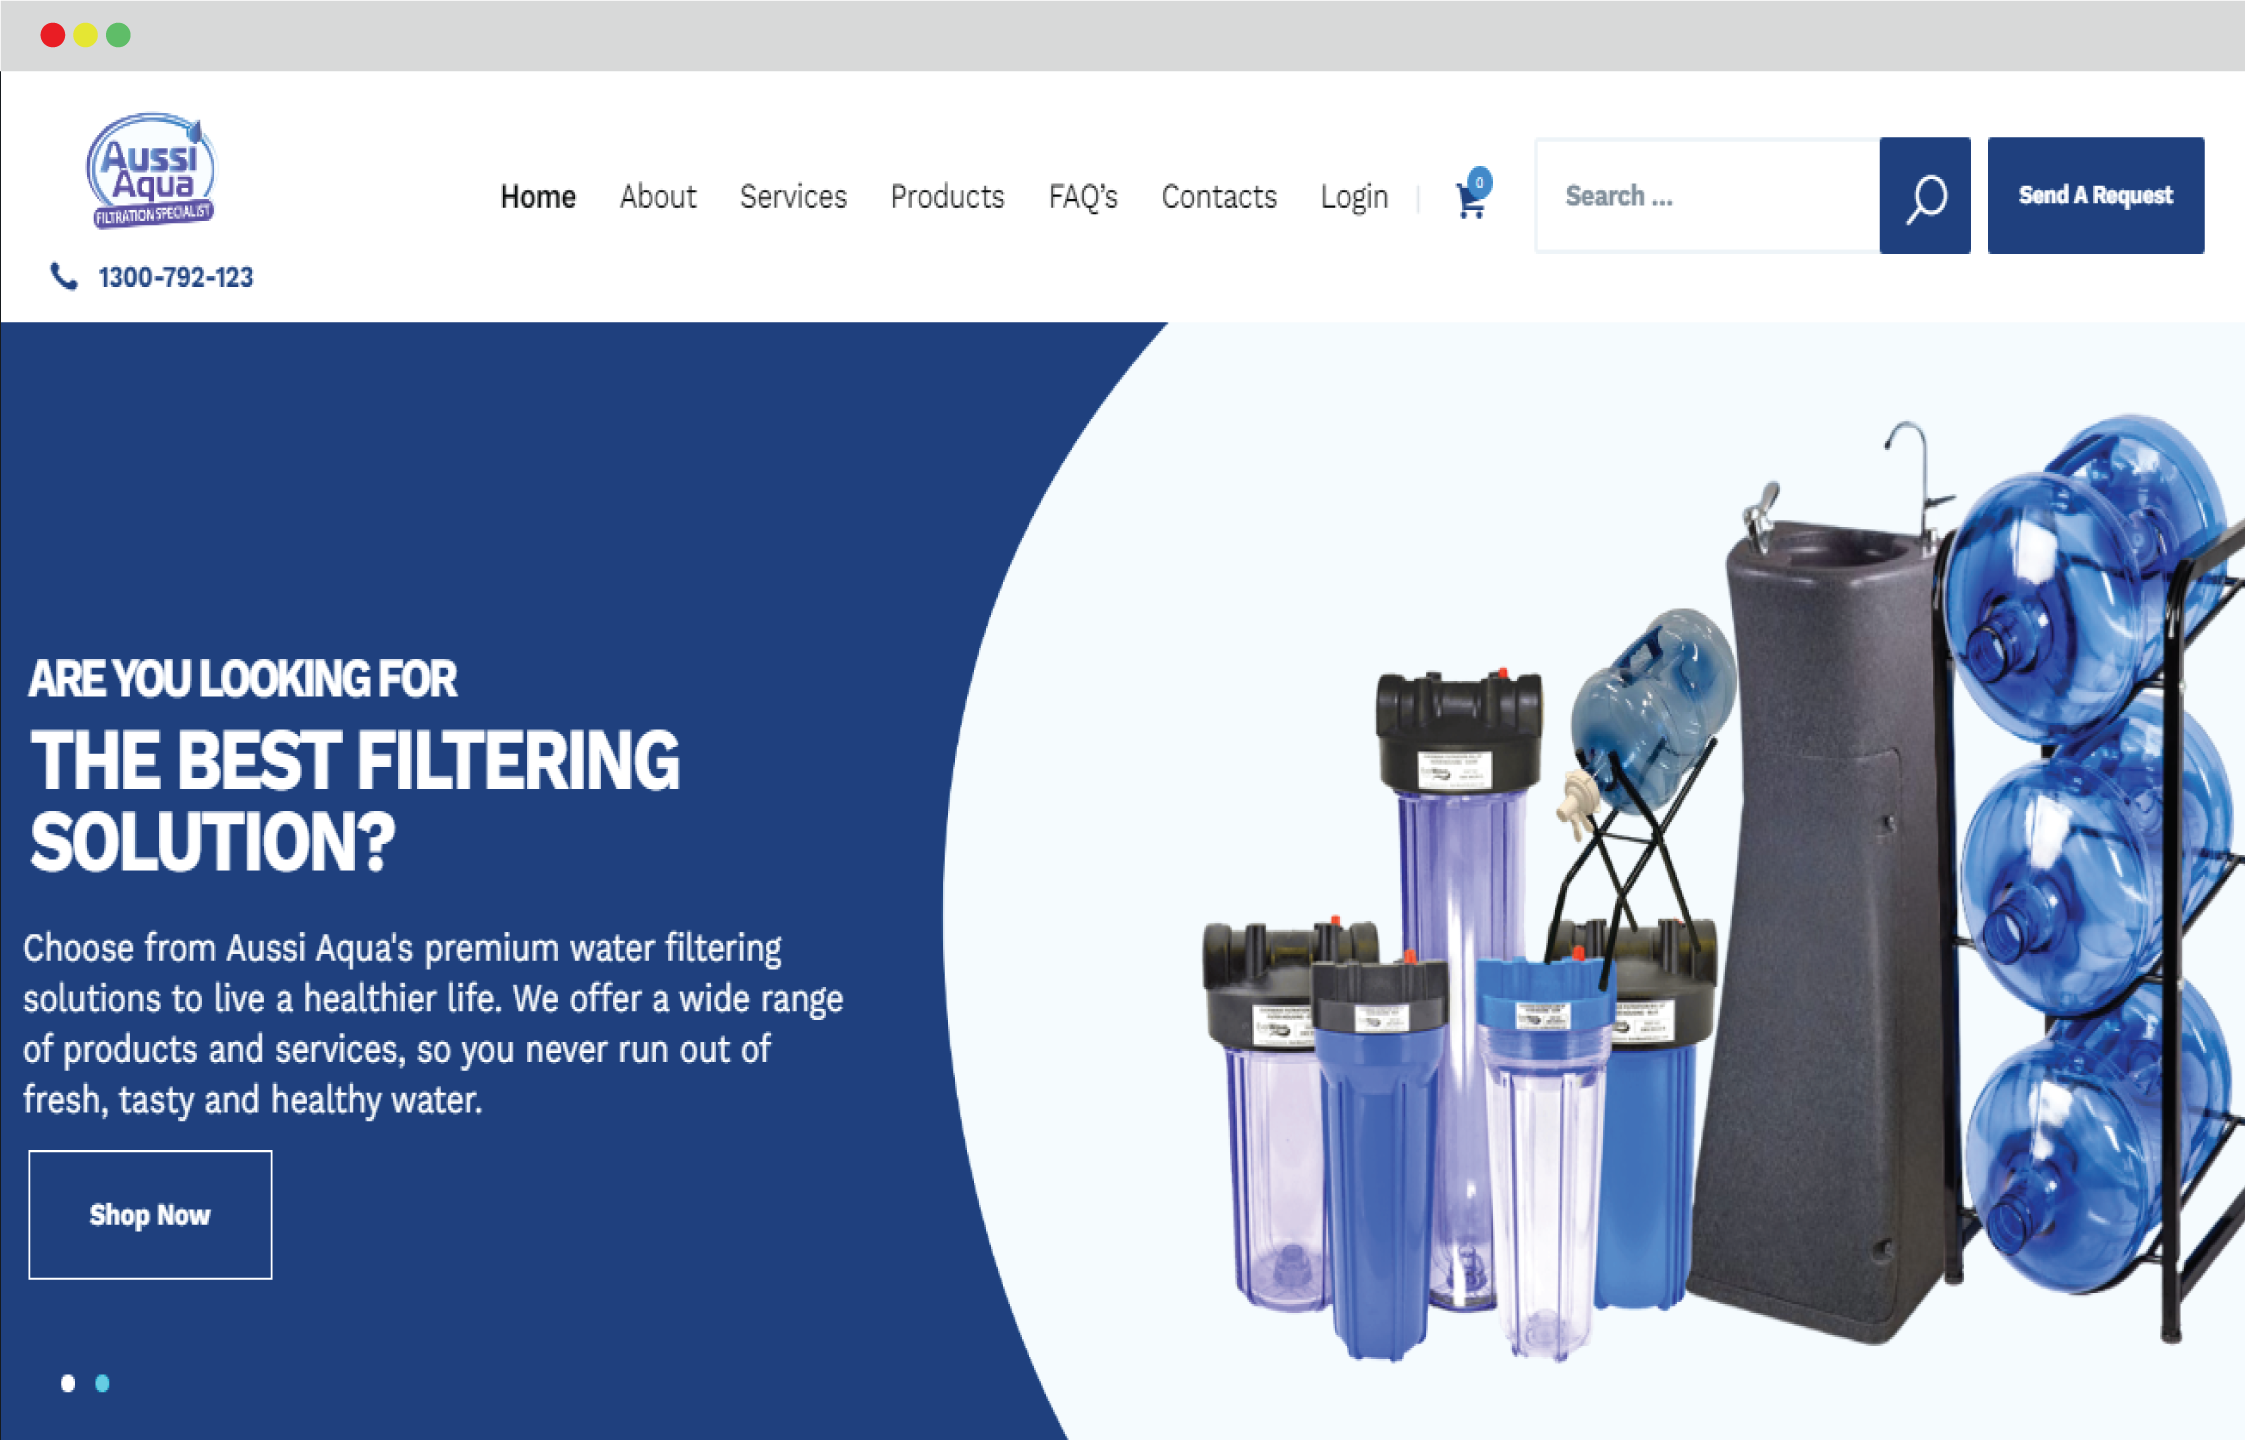 Aussi
Aqua
FILTRATION SPECIALIST
1300-792-123
Home About Services Products FAQ's Contacts Login
0
Search ...
Send A Request
ARE YOU LOOKING FOR
THE BEST FILTERING
SOLUTION?
Choose from Aussi Aqua's premium water filtering
solutions to live a healthier life. We offer a wide range
of products and services, so you never run out of
fresh, tasty and healthy water.
Shop Now